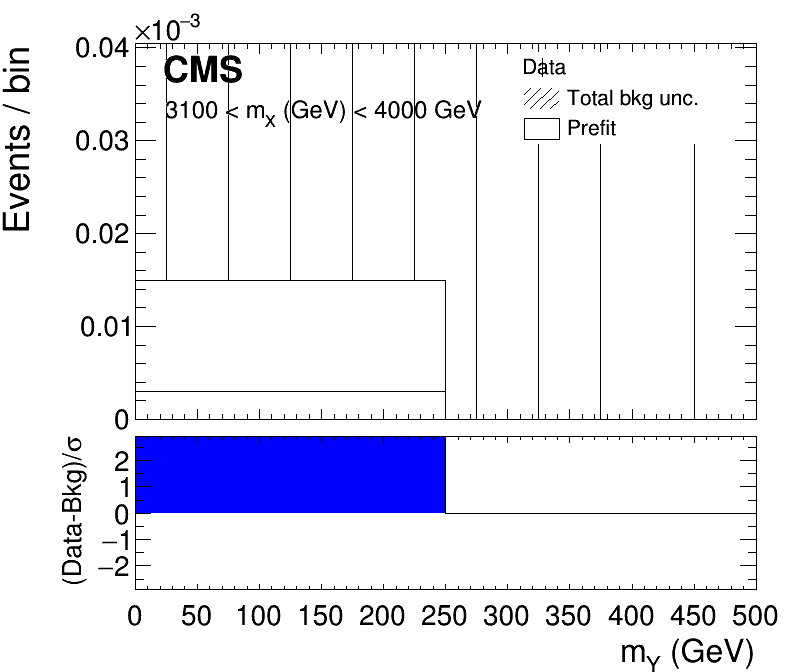 ×10⁻³
0.04
0.03
0.02
0.01
0
Events / bin
CMS
3100 < m_X (GeV) < 4000 GeV
Data
Total bkg unc.
Prefit
2
1
0
−1
−2
(Data-Bkg)/σ
0 50 100 150 200 250 300 350 400 450 500
m_Y (GeV)